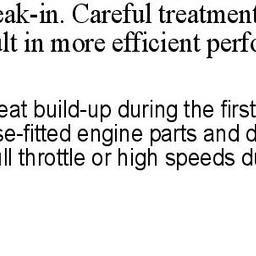 eak-in. Careful treatment
ult in more efficient perfo
eat build-up during the first
se-fitted engine parts and d
ull throttle or high speeds du